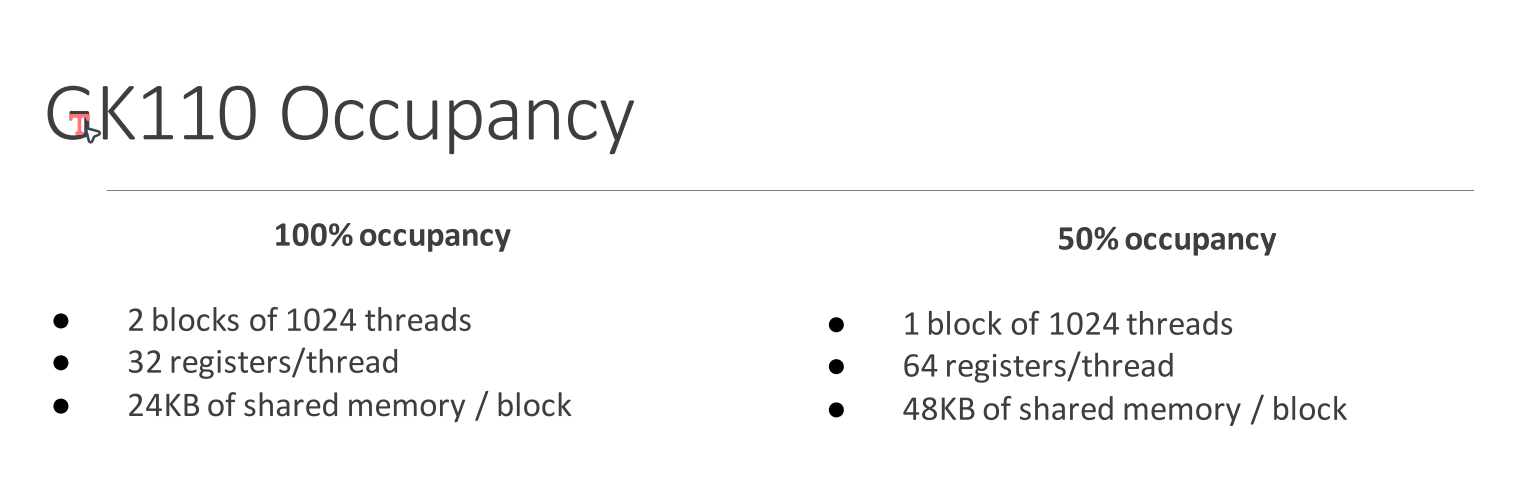 GK110 Occupancy
100% occupancy
● 2 blocks of 1024 threads
● 32 registers/thread
● 24KB of shared memory / block
50% occupancy
● 1 block of 1024 threads
● 64 registers/thread
● 48KB of shared memory / block